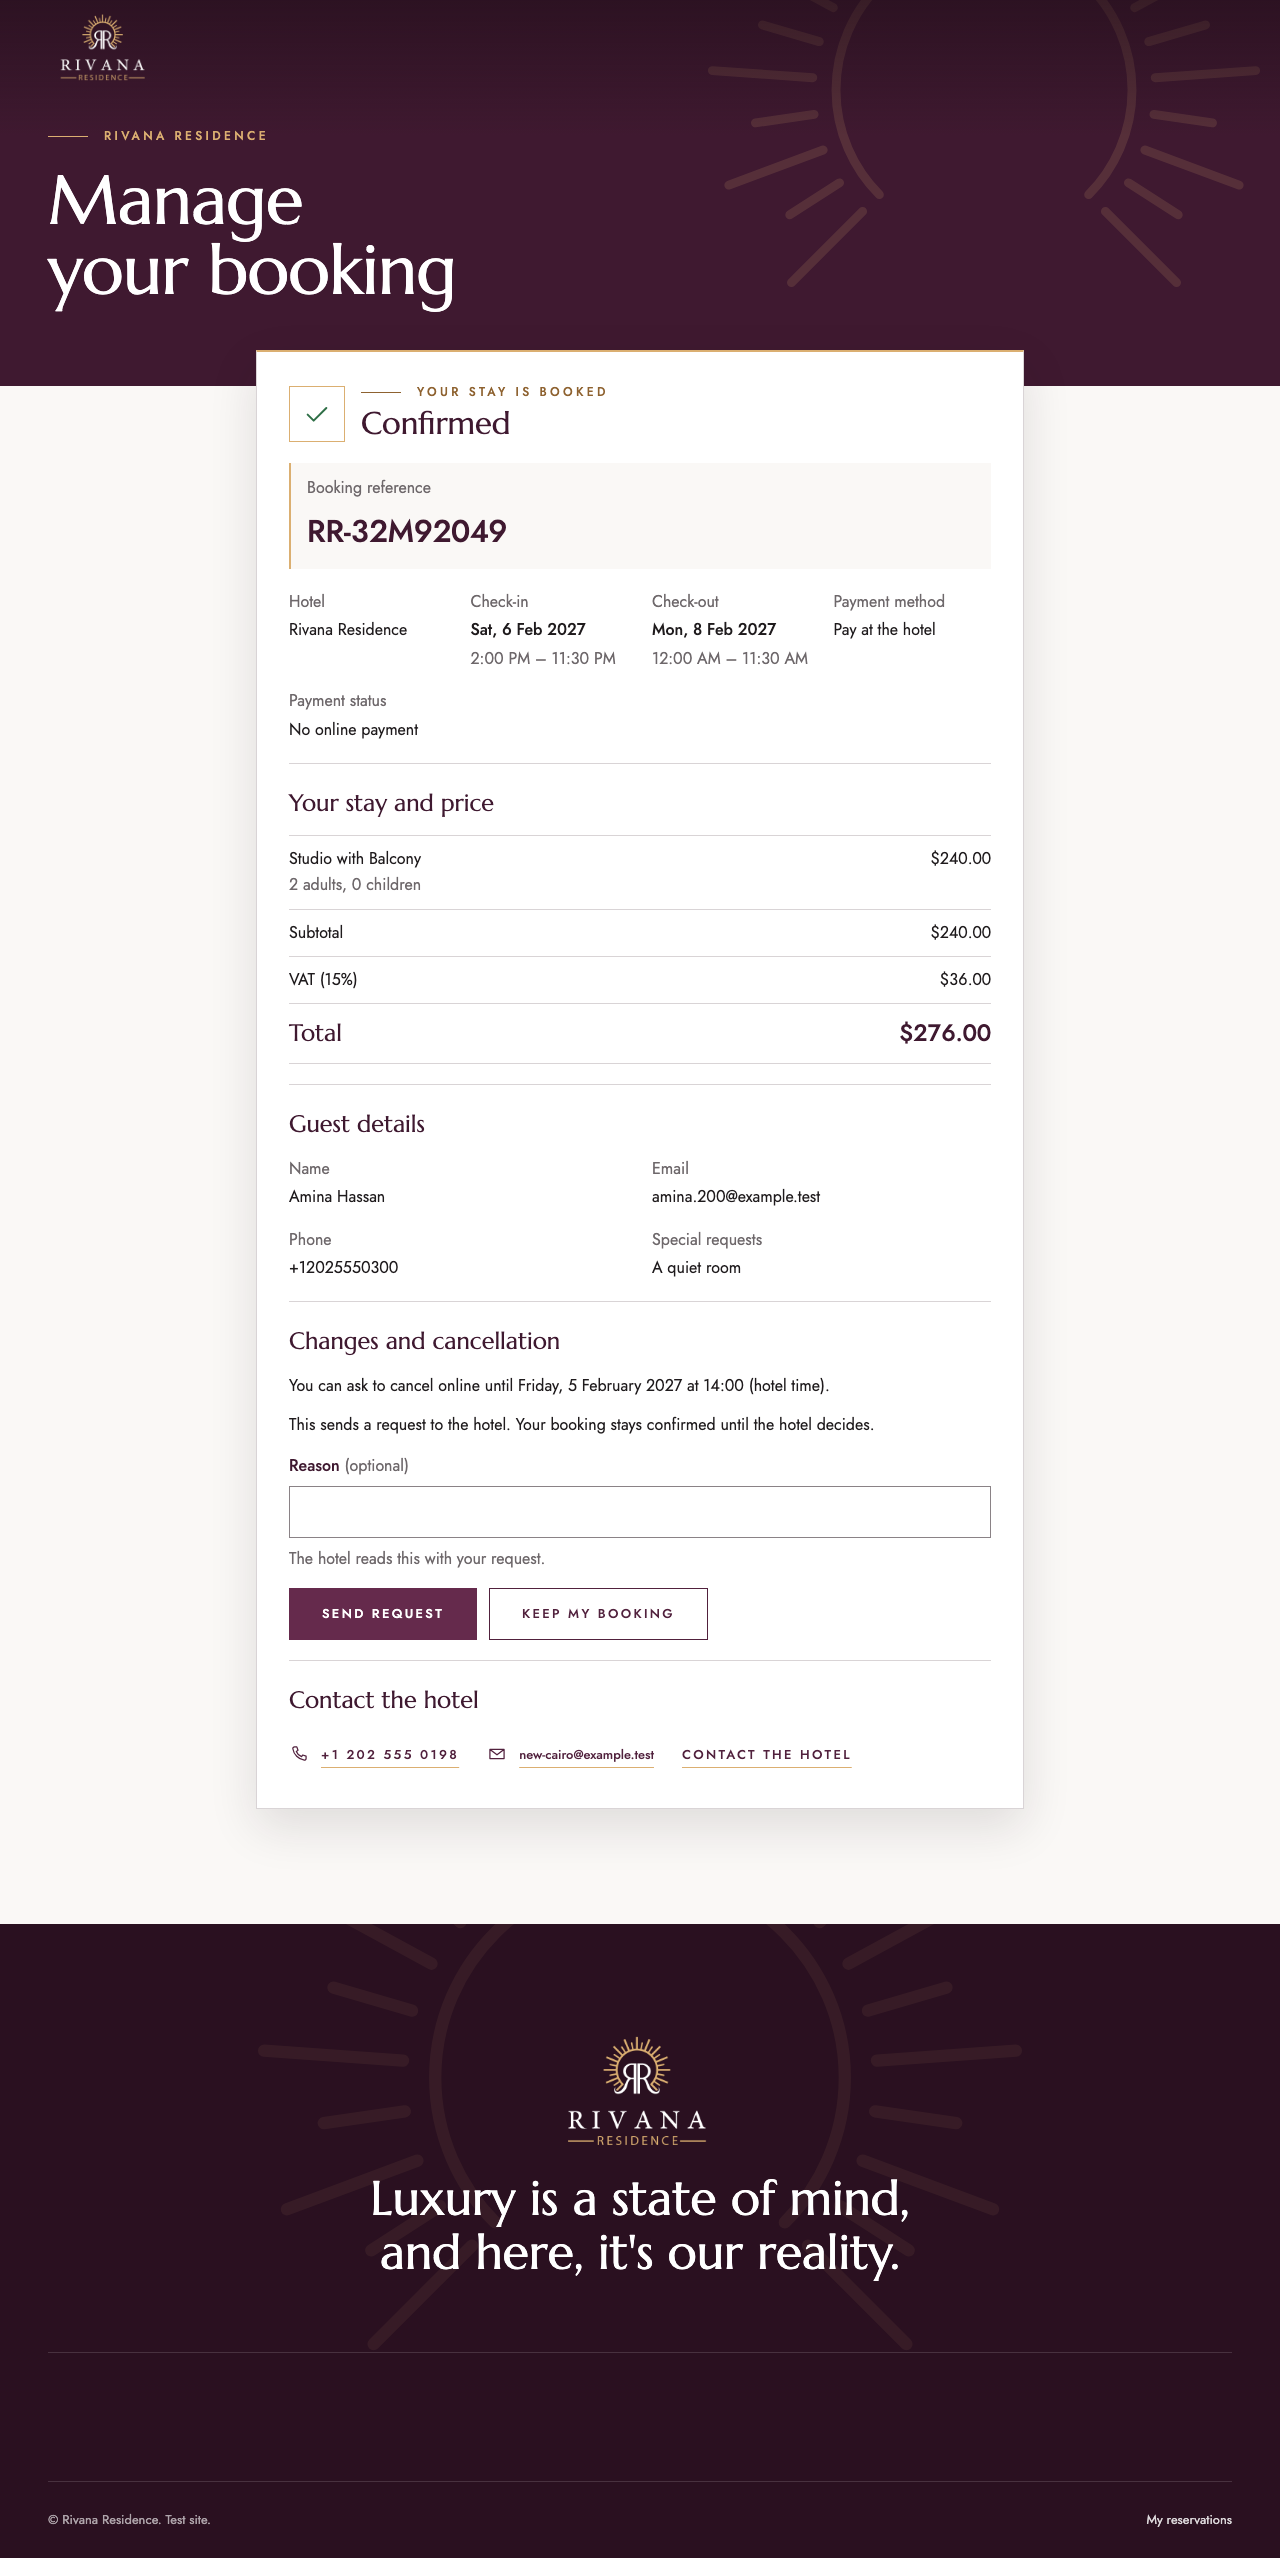 RIVANA
RESIDENCE
RIVANA RESIDENCE
Manage
your booking
YOUR STAY IS BOOKED
Confirmed
Booking reference
RR-32M92049
Hotel
Rivana Residence
Check-in
Sat, 6 Feb 2027
2:00 PM – 11:30 PM
Check-out
Mon, 8 Feb 2027
12:00 AM – 11:30 AM
Payment method
Pay at the hotel
Payment status
No online payment
Your stay and price
Studio with Balcony $240.00
2 adults, 0 children
Subtotal $240.00
VAT (15%) $36.00
Total $276.00
Guest details
Name
Amina Hassan
Email
amina.200@example.test
Phone
+12025550300
Special requests
A quiet room
Changes and cancellation
You can ask to cancel online until Friday, 5 February 2027 at 14:00 (hotel time).
This sends a request to the hotel. Your booking stays confirmed until the hotel decides.
Reason (optional)
The hotel reads this with your request.
SEND REQUEST KEEP MY BOOKING
Contact the hotel
+1 202 555 0198 new-cairo@example.test CONTACT THE HOTEL
RIVANA
RESIDENCE
Luxury is a state of mind,
and here, it's our reality.
© Rivana Residence. Test site. My reservations